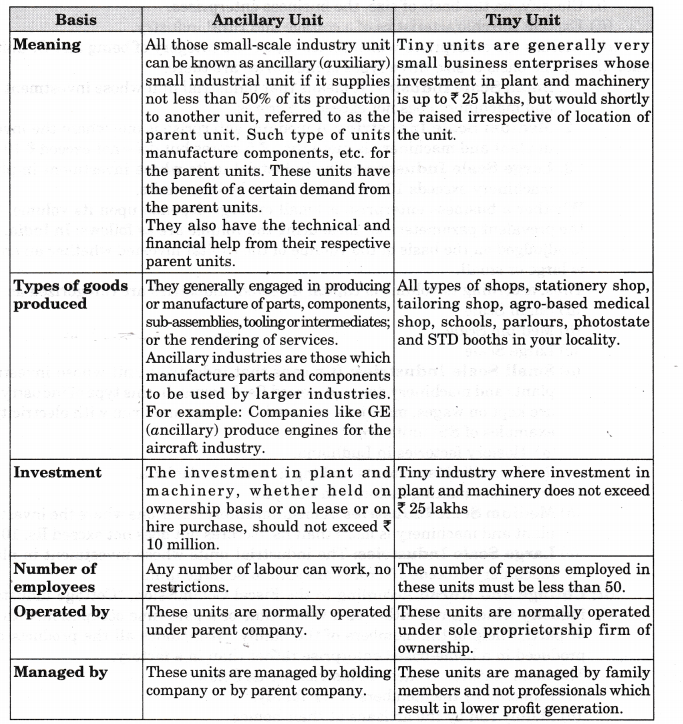 Basis Ancillary Unit Tiny Unit
Meaning
All those small-scale industry unit
can be known as ancillary (auxiliary)
small industrial unit if it supplies
not less than 50% of its production
to another unit, referred to as the
parent unit. Such type of units
manufacture components, etc. for
the parent units. These units have
the benefit of a certain demand from
the parent units.
They also have the technical and
financial help from their respective
parent units.
Tiny units are generally very
small business enterprises whose
investment in plant and machinery
is up to ₹ 25 lakhs, but would shortly
be raised irrespective of location of
the unit.
Types of goods
produced
They generally engaged in producing
or manufacture of parts, components,
sub-assemblies, tooling or intermediates;
or the rendering of services.
Ancillary industries are those which
manufacture parts and components
to be used by larger industries.
For example: Companies like GE
(ancillary) produce engines for the
aircraft industry.
All types of shops, stationery shop,
tailoring shop, agro-based medical
shop, schools, parlours, photostate
and STD booths in your locality.
Investment
The investment in plant and
machinery, whether held on
ownership basis or on lease or on
hire purchase, should not exceed ₹
10 million.
Tiny industry where investment in
plant and machinery does not exceed
₹ 25 lakhs
Number of
employees
Any number of labour can work, no
restrictions.
The number of persons employed in
these units must be less than 50.
Operated by
These units are normally operated
under parent company.
These units are normally operated
under sole proprietorship firm of
ownership.
Managed by
These units are managed by holding
company or by parent company.
These units are managed by family
members and not professionals which
result in lower profit generation.